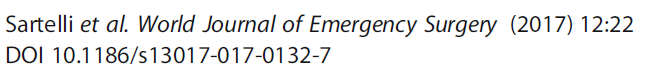 Sartelli et al. World Journal of Emergency Surgery (2017) 12:22
DOI 10.1186/s13017-017-0132-7